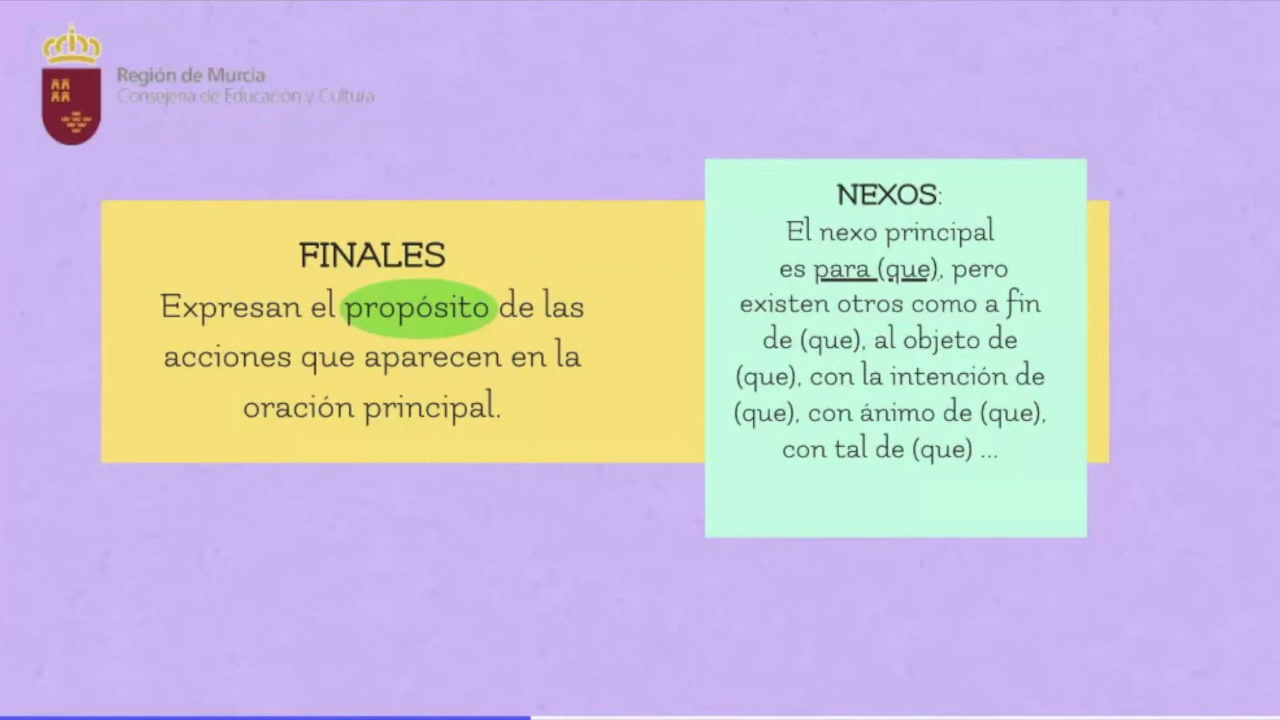 Región de Murcia
Consejería de Educación y Cultura
FINALES
Expresan el propósito de las
acciones que aparecen en la
oración principal.
NEXOS:
El nexo principal
es para (que), pero
existen otros como a fin
de (que), al objeto de
(que), con la intención de
(que), con ánimo de (que),
con tal de (que) ...